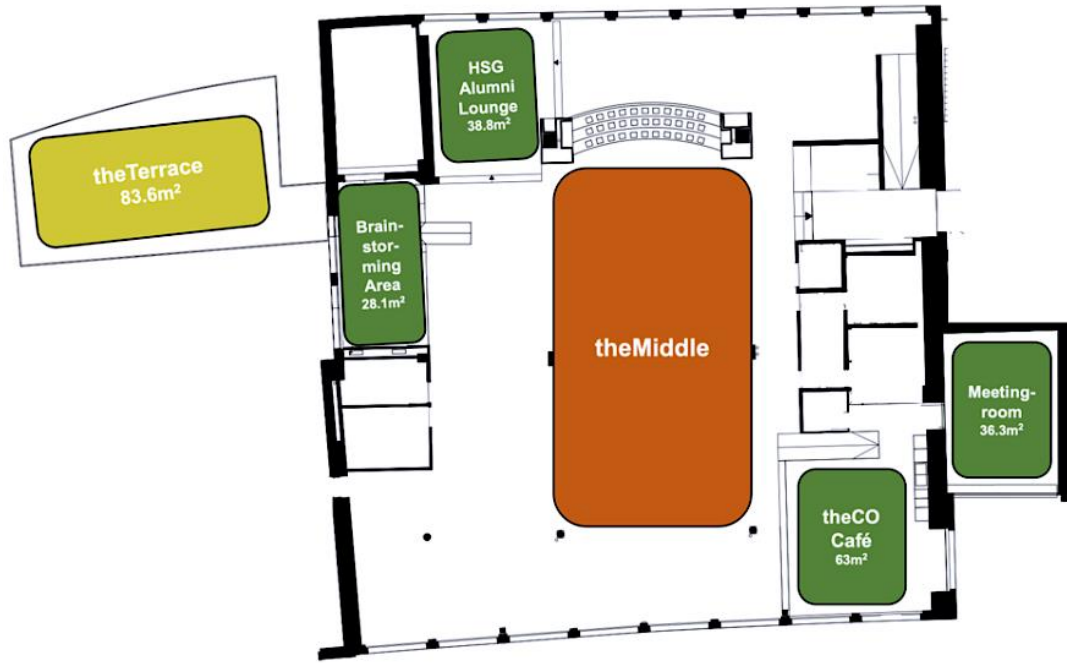 HSG
Alumni
Lounge
38.8m²
theTerrace
83.6m²
Brain-
stor-
ming
Area
28.1m²
theMiddle
Meeting-
room
36.3m²
theCO
Café
63m²